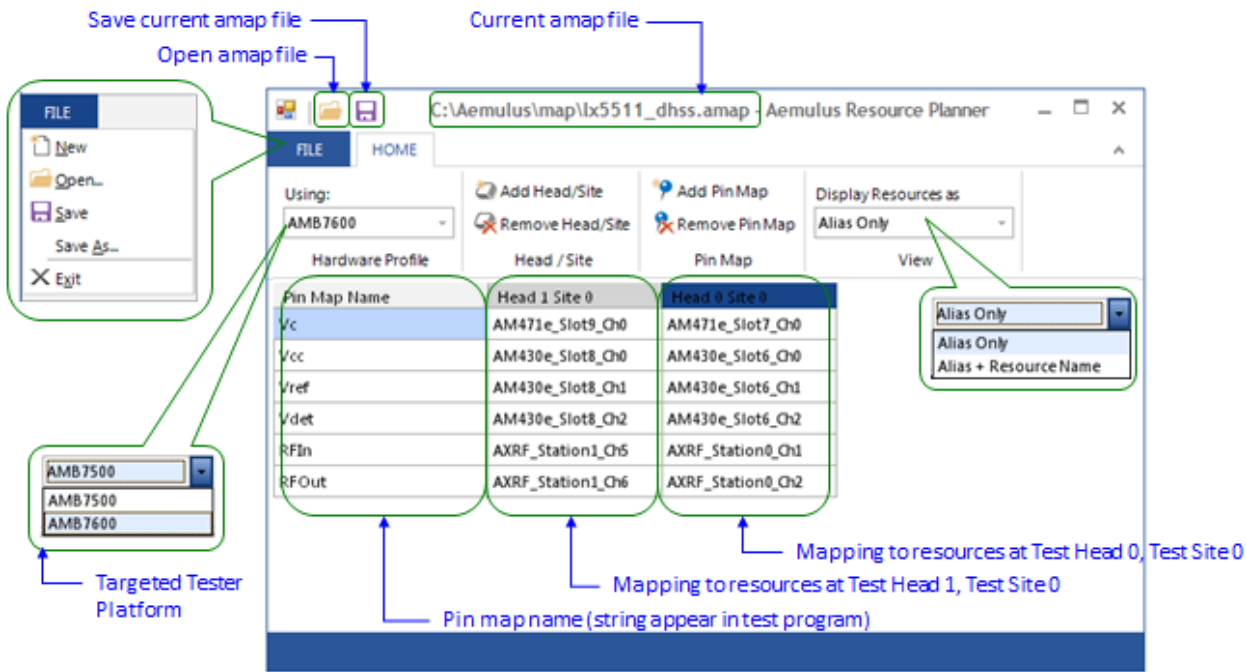 Save current amap file
Current amap file
Open amap file
C:\Aemulus\map\lx5511_dhss.amap - Aemulus Resource Planner
FILE
New
Open...
Save
Save As...
Exit
FILE HOME
Using:
AMB7600
Hardware Profile
Add Head/Site
Remove Head/Site
Head / Site
Add Pin Map
Remove Pin Map
Pin Map
Display Resources as
Alias Only
View
Pin Map Name Head 1 Site 0 Head 0 Site 0
Vc AM471e_Slot9_Ch0 AM471e_Slot7_Ch0
Vcc AM430e_Slot8_Ch0 AM430e_Slot6_Ch0
Vref AM430e_Slot8_Ch1 AM430e_Slot6_Ch1
Vdet AM430e_Slot8_Ch2 AM430e_Slot6_Ch2
RFIn AXRF_Station1_Ch5 AXRF_Station0_Ch1
RFOut AXRF_Station1_Ch6 AXRF_Station0_Ch2
Alias Only
Alias Only
Alias + Resource Name
AMB7500
AMB7500
AMB7600
Targeted Tester
Platform
Mapping to resources at Test Head 0, Test Site 0
Mapping to resources at Test Head 1, Test Site 0
Pin map name (string appear in test program)